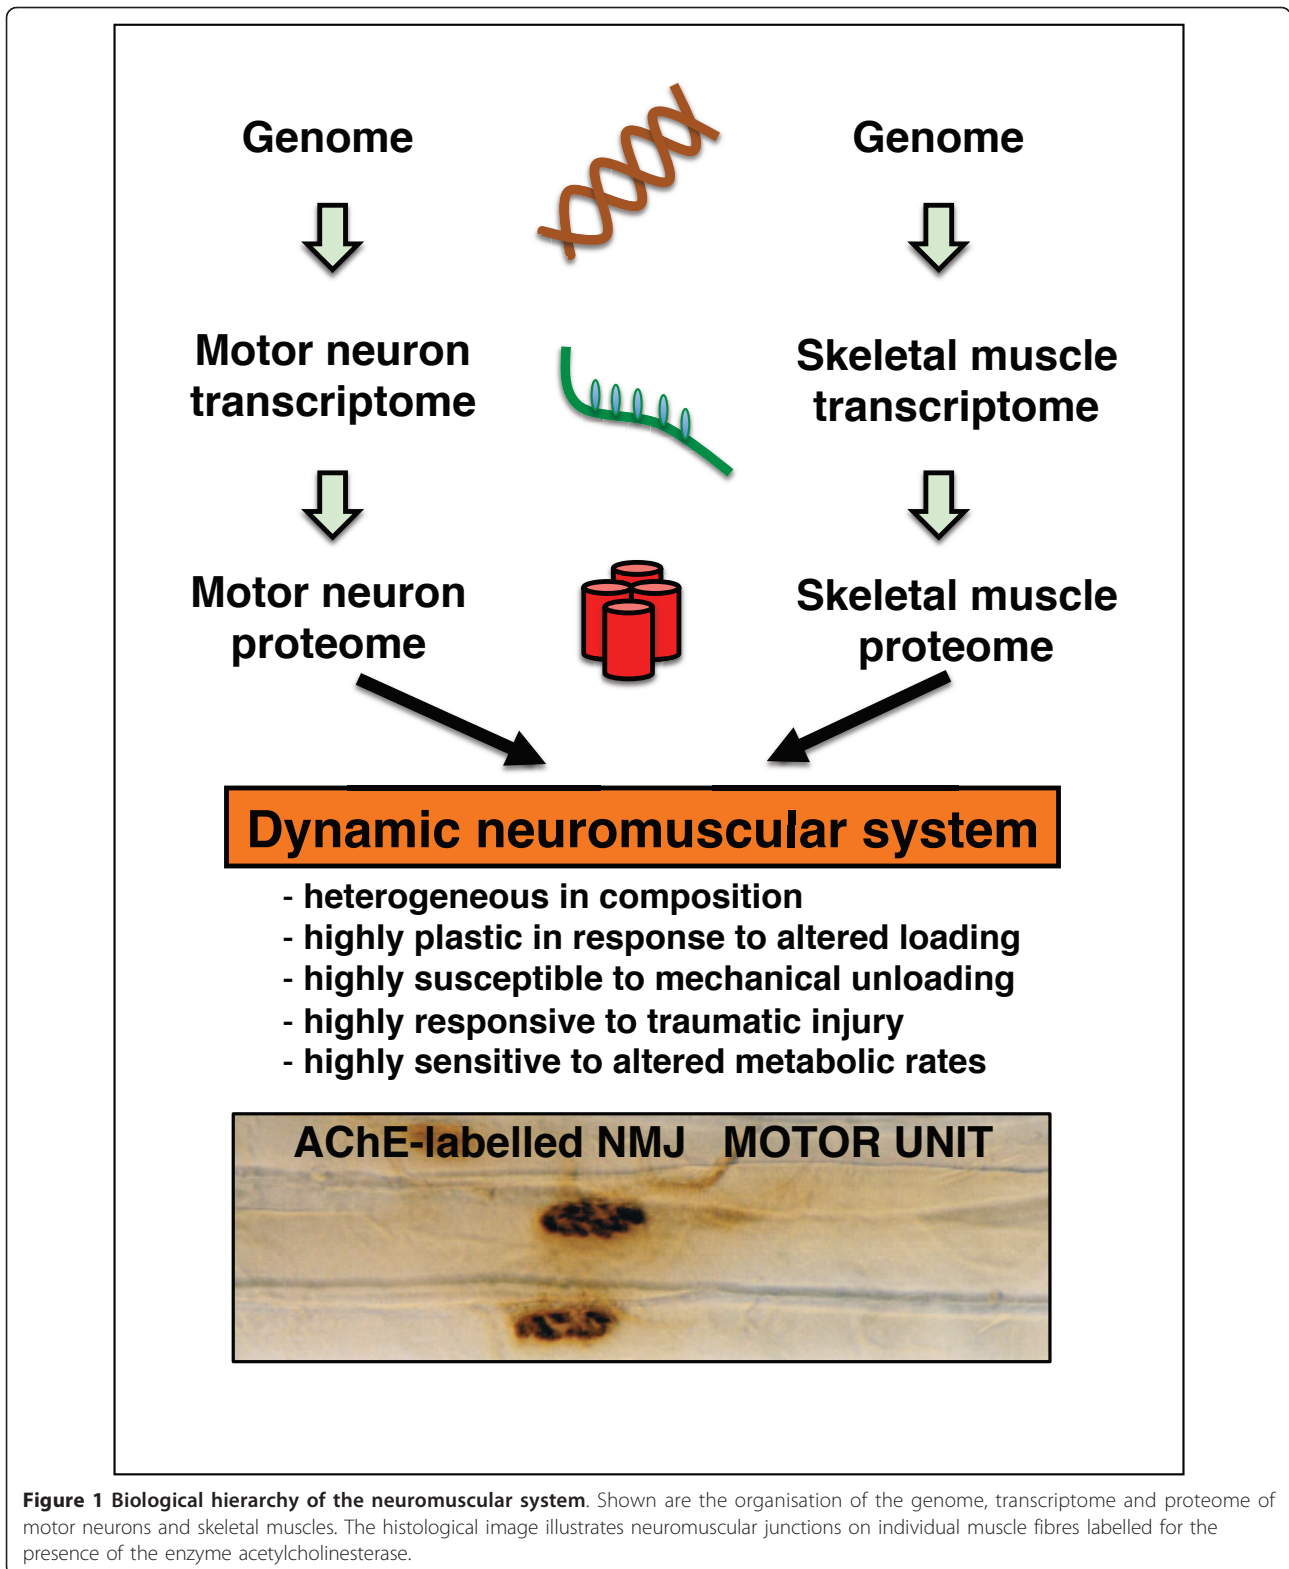 Genome
Genome
Motor neuron
transcriptome
Skeletal muscle
transcriptome
Motor neuron
proteome
Skeletal muscle
proteome
Dynamic neuromuscular system
- heterogeneous in composition
- highly plastic in response to altered loading
- highly susceptible to mechanical unloading
- highly responsive to traumatic injury
- highly sensitive to altered metabolic rates
AChE-labelled NMJ MOTOR UNIT
Figure 1 Biological hierarchy of the neuromuscular system. Shown are the organisation of the genome, transcriptome and proteome of
motor neurons and skeletal muscles. The histological image illustrates neuromuscular junctions on individual muscle fibres labelled for the
presence of the enzyme acetylcholinesterase.